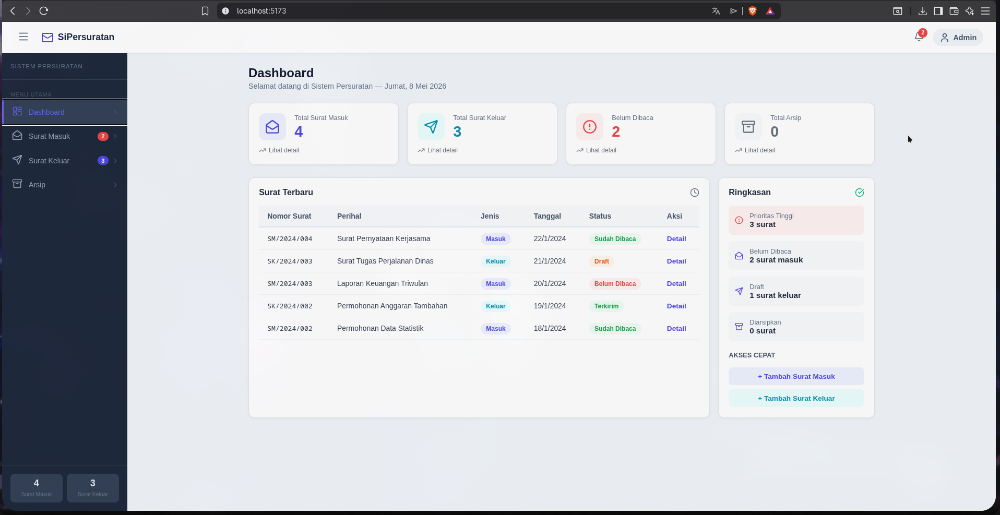 localhost:5173
SiPersuratan
2
Admin
SISTEM PERSURATAN
MENU UTAMA
Dashboard
Surat Masuk 2
Surat Keluar 3
Arsip
4
Surat Masuk
3
Surat Keluar
Dashboard
Selamat datang di Sistem Persuratan — Jumat, 8 Mei 2026
Total Surat Masuk
4
Lihat detail
Total Surat Keluar
3
Lihat detail
Belum Dibaca
2
Lihat detail
Total Arsip
0
Lihat detail
Surat Terbaru
Nomor Surat Perihal Jenis Tanggal Status Aksi
SM/2024/004 Surat Pernyataan Kerjasama Masuk 22/1/2024 Sudah Dibaca Detail
SK/2024/003 Surat Tugas Perjalanan Dinas Keluar 21/1/2024 Draft Detail
SM/2024/003 Laporan Keuangan Triwulan Masuk 20/1/2024 Belum Dibaca Detail
SK/2024/002 Permohonan Anggaran Tambahan Keluar 19/1/2024 Terkirim Detail
SM/2024/002 Permohonan Data Statistik Masuk 18/1/2024 Sudah Dibaca Detail
Ringkasan
Prioritas Tinggi
3 surat
Belum Dibaca
2 surat masuk
Draft
1 surat keluar
Diarsipkan
0 surat
AKSES CEPAT
+ Tambah Surat Masuk
+ Tambah Surat Keluar